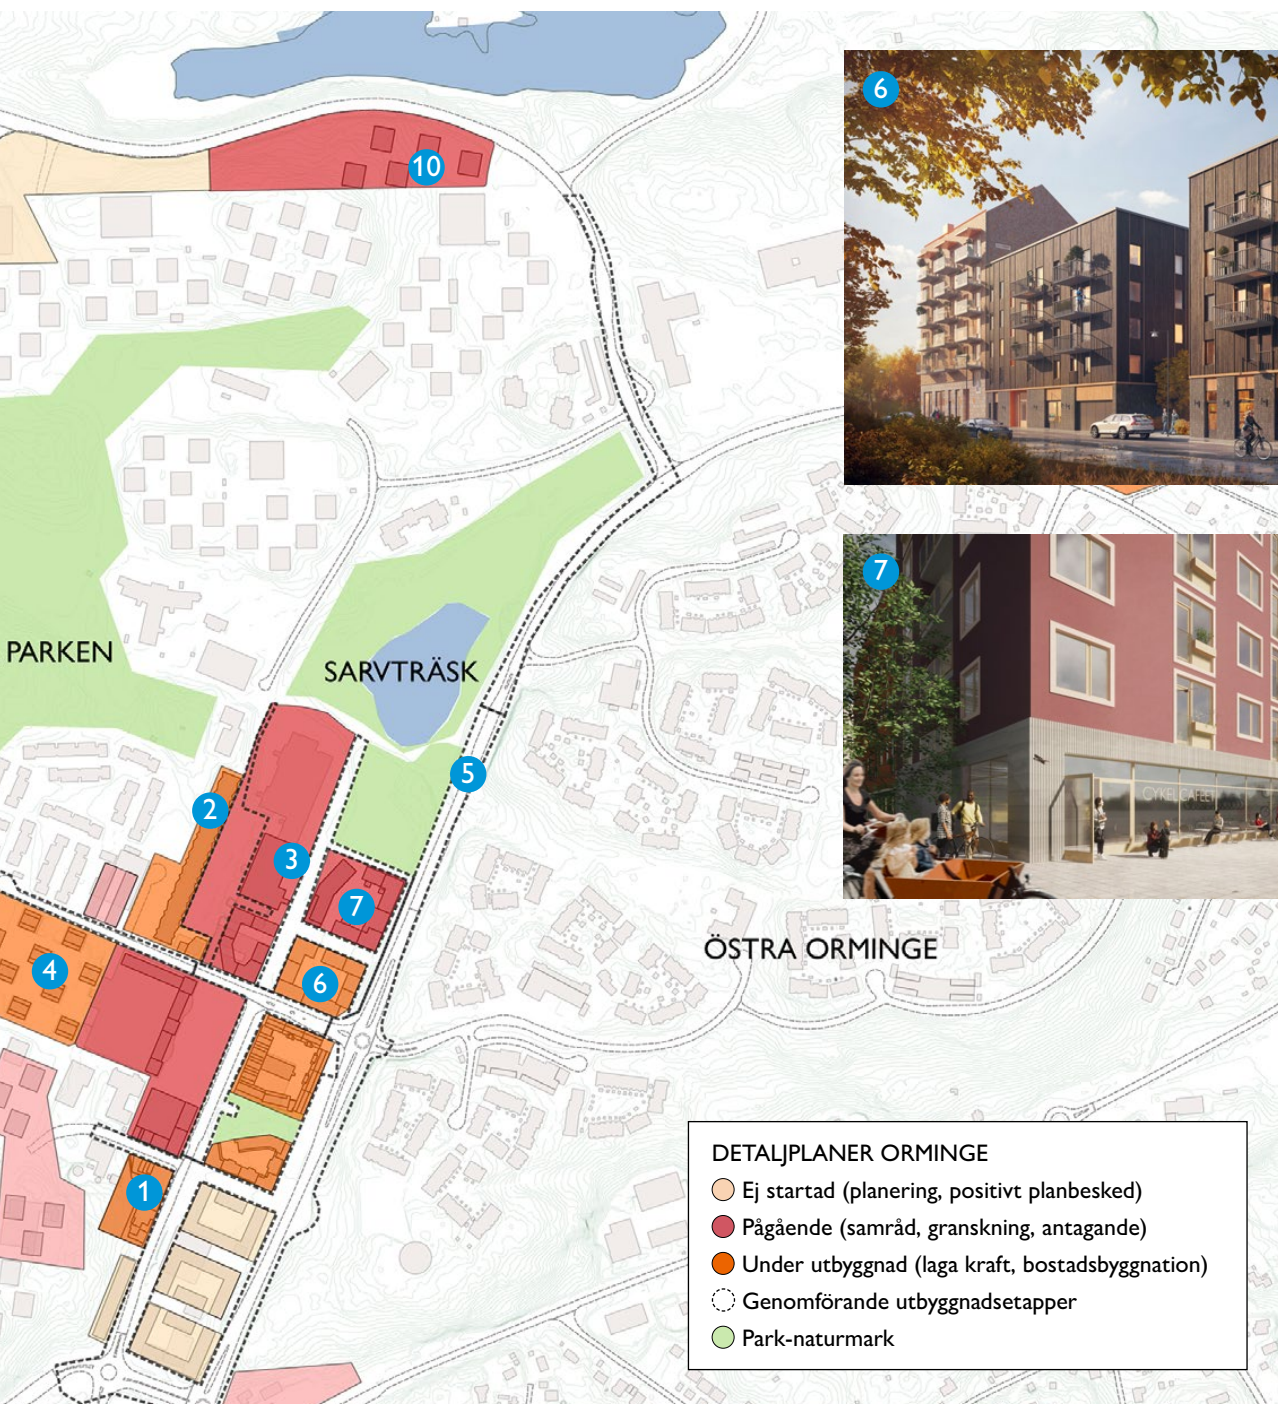 6
10
7
PARKEN
SARVTRÄSK
5
2
3
7
CYKELCAFÉET
ÖSTRA ORMINGE
4
6
1
DETALJPLANER ORMINGE
Ej startad (planering, positivt planbesked)
Pågående (samråd, granskning, antagande)
Under utbyggnad (laga kraft, bostadsbyggnation)
Genomförande utbyggnadsetapper
Park-naturmark